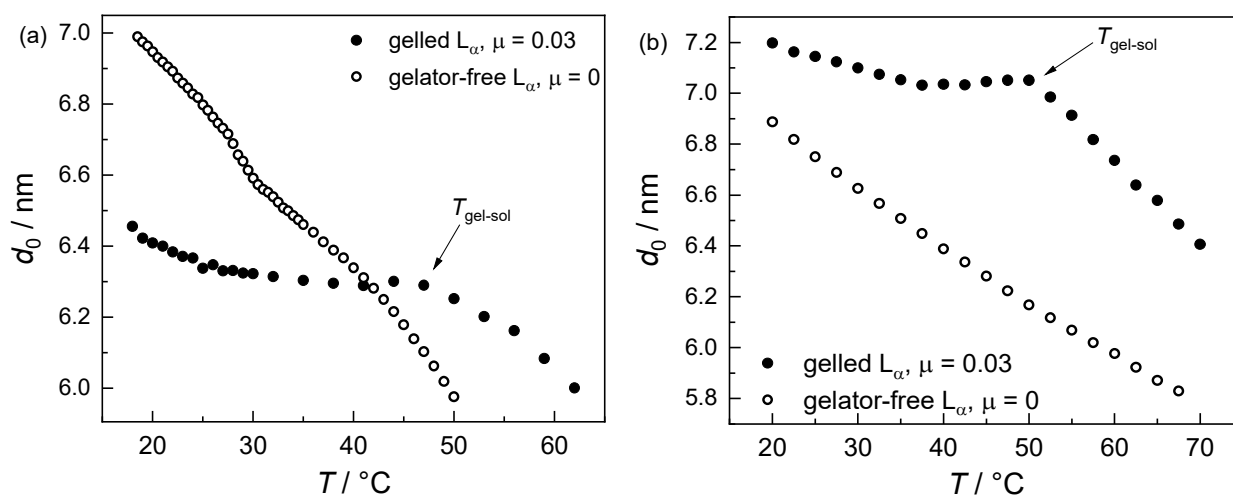 (a)
7.0
6.8
6.6
6.4
6.2
6.0
d₀ / nm
gelled Lα, μ = 0.03
gelator-free Lα, μ = 0
Tgel-sol
20 30 40 50 60
T / °C
(b)
7.2
7.0
6.8
6.6
6.4
6.2
6.0
5.8
d₀ / nm
Tgel-sol
gelled Lα, μ = 0.03
gelator-free Lα, μ = 0
20 30 40 50 60 70
T / °C